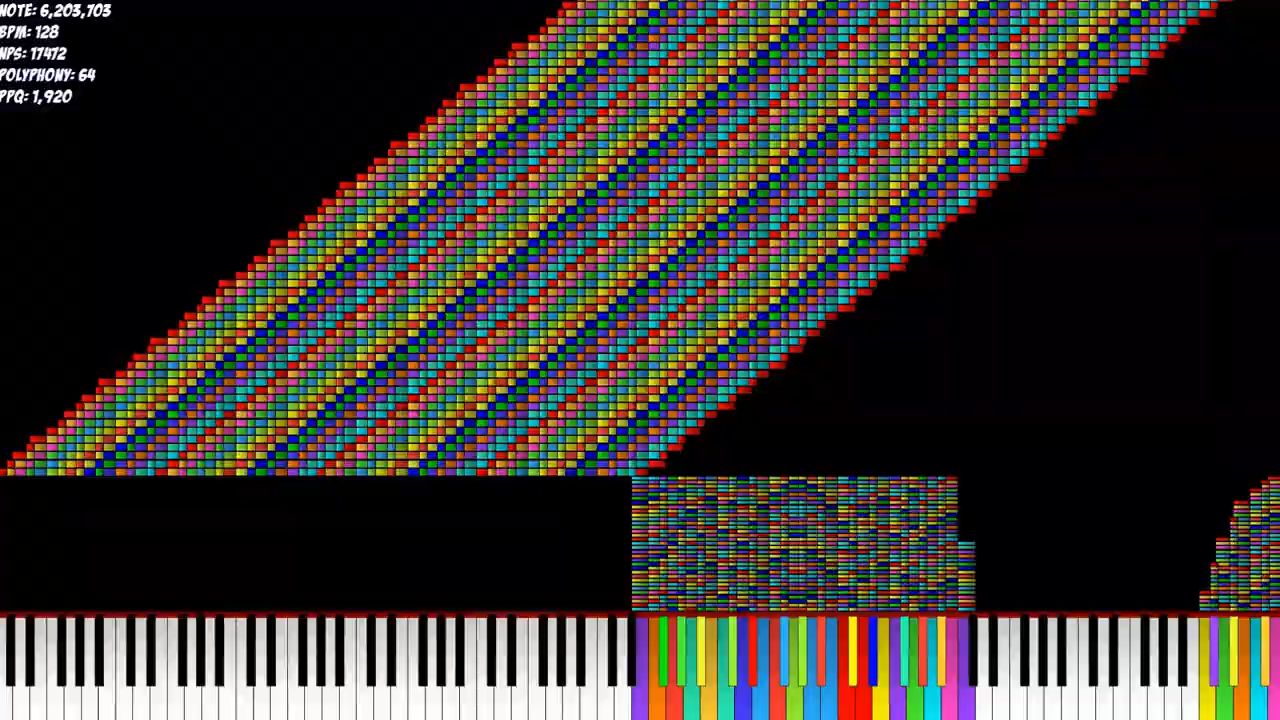 NOTE: 6,203,703
BPM: 128
NPS: 17472
POLYPHONY: 64
PPQ: 1,920